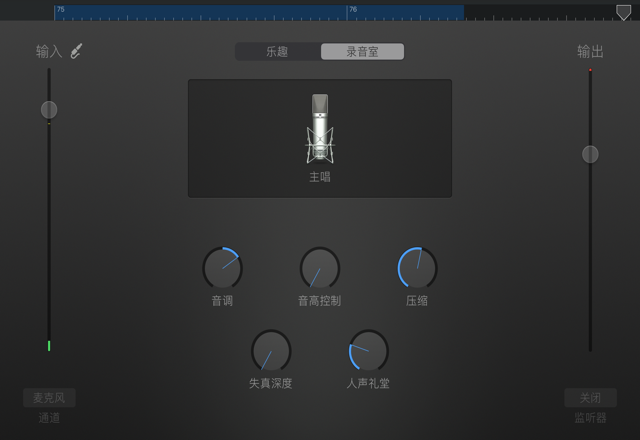 75
76
输入
乐趣
录音室
输出
主唱
音调
音高控制
压缩
失真深度
人声礼堂
麦克风
关闭
通道
监听器